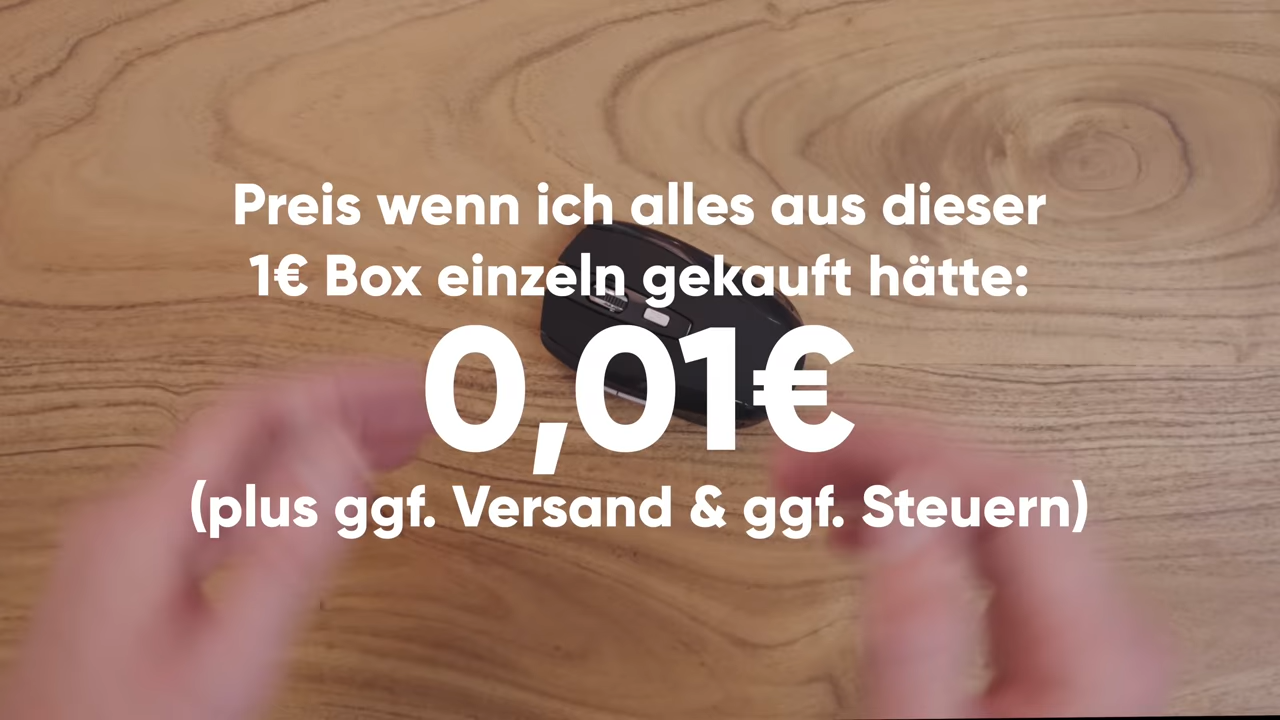 Preis wenn ich alles aus dieser
1€ Box einzeln gekauft hätte:
0,01€
(plus ggf. Versand & ggf. Steuern)